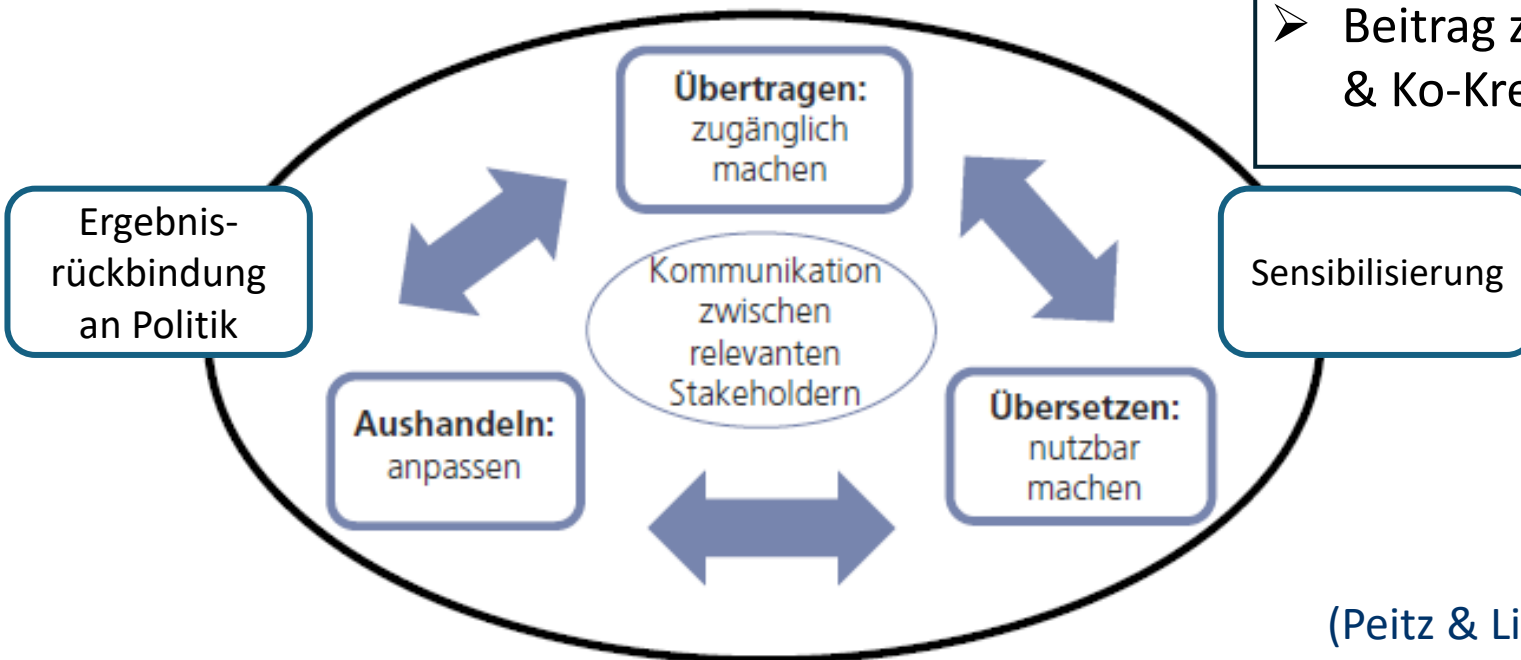 Beitrag
& Ko-Kre
Übertragen:
zugänglich
machen
Ergebnis-
rückbindung
an Politik
Kommunikation
zwischen
relevanten
Stakeholdern
Sensibilisierung
Aushandeln:
anpassen
Übersetzen:
nutzbar
machen
(Peitz & Li